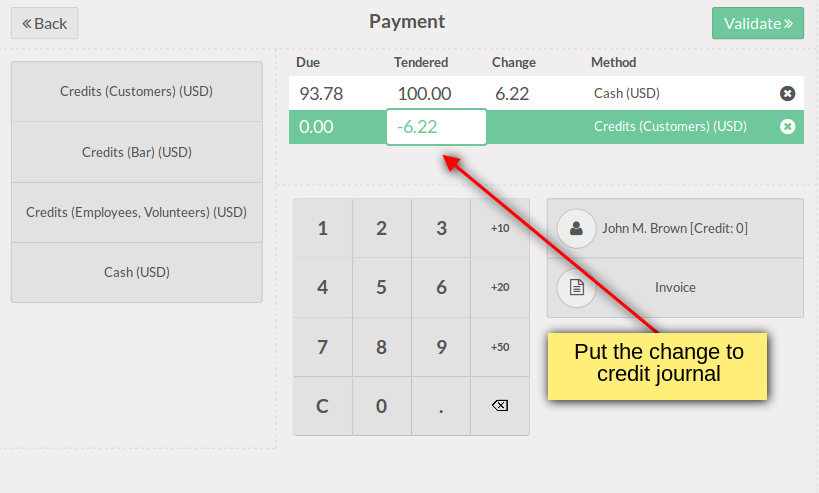 « Back
Payment
Validate »
Credits (Customers) (USD)
Credits (Bar) (USD)
Credits (Employees, Volunteers) (USD)
Cash (USD)
Due Tendered Change Method
93.78 100.00 6.22 Cash (USD)
0.00 -6.22 Credits (Customers) (USD)
1 2 3 +10
4 5 6 +20
7 8 9 +50
C 0 .
John M. Brown [Credit: 0]
Invoice
Put the change to
credit journal